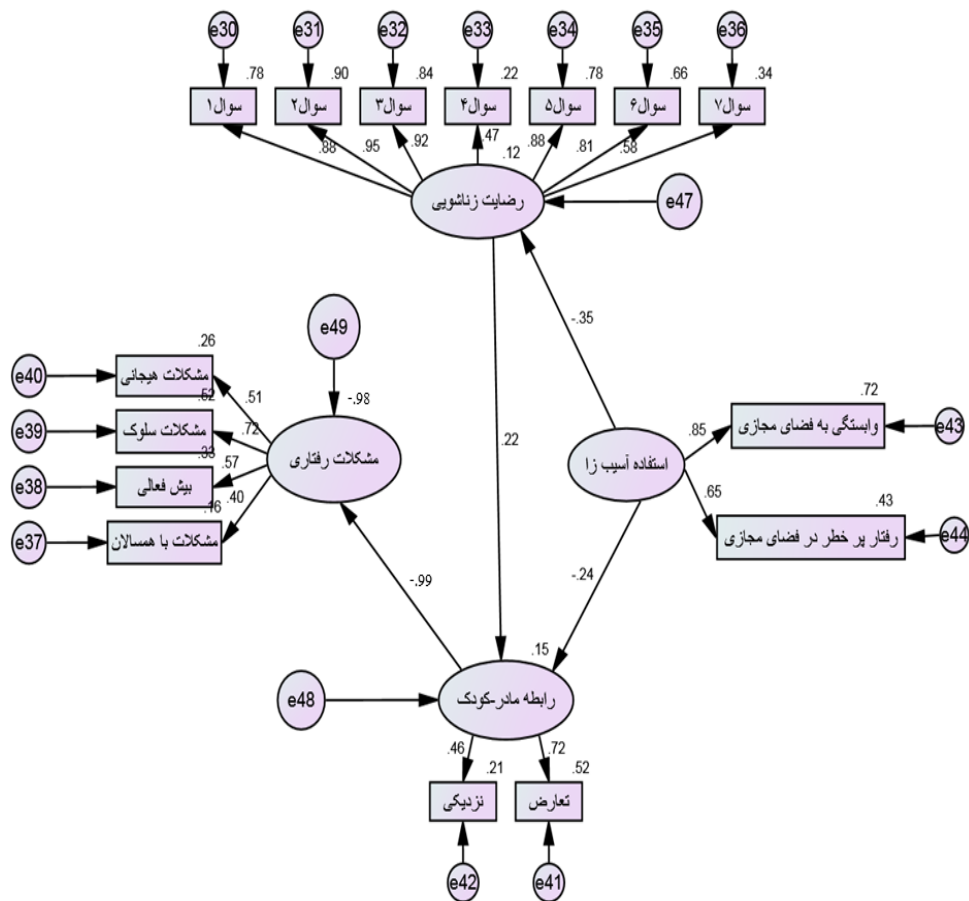 e30 e31 e32 e33 e34 e35 e36
.78 .90 .84 .22 .78 .66 .34
سوال۱ سوال۲ سوال۳ سوال۴ سوال۵ سوال۶ سوال۷
.88 .95 .92 .47 .88 .81 .58
.12
رضایت زناشویی
e47
-.35
e49
-.98
.26
e40
مشکلات هیجانی
.51
.52
e39
مشکلات سلوک
.72
.33
e38
بیش فعالی
.57
.16
e37
مشکلات با همسالان
.40
مشکلات رفتاری
.22
استفاده آسیب زا
.72
.85
وابستگی به فضای مجازی
e43
.65
.43
رفتار پر خطر در فضای مجازی
e44
-.99
-.24
.15
e48
رابطه مادر-کودک
.46 .72
.21 .52
نزدیکی تعارض
e42 e41